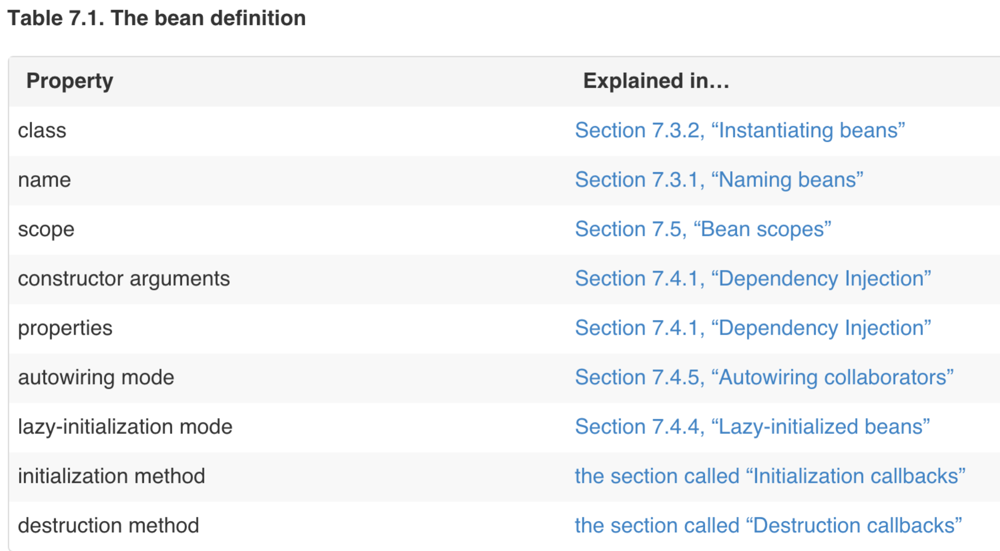 Table 7.1. The bean definition
Property Explained in…
class Section 7.3.2, “Instantiating beans”
name Section 7.3.1, “Naming beans”
scope Section 7.5, “Bean scopes”
constructor arguments Section 7.4.1, “Dependency Injection”
properties Section 7.4.1, “Dependency Injection”
autowiring mode Section 7.4.5, “Autowiring collaborators”
lazy-initialization mode Section 7.4.4, “Lazy-initialized beans”
initialization method the section called “Initialization callbacks”
destruction method the section called “Destruction callbacks”